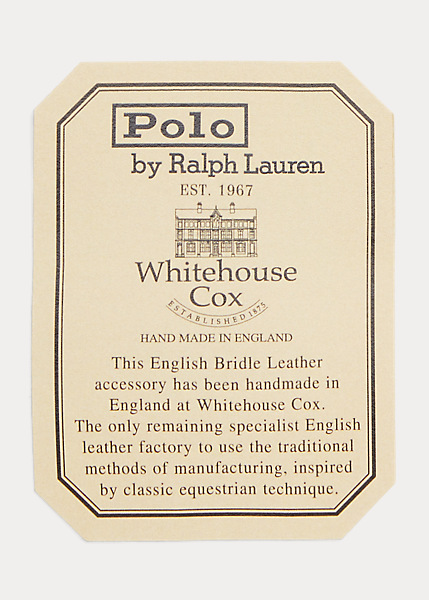 Polo
by Ralph Lauren
EST. 1967
Whitehouse
Cox
ESTABLISHED 1875
HAND MADE IN ENGLAND
This English Bridle Leather
accessory has been handmade in
England at Whitehouse Cox.
The only remaining specialist English
leather factory to use the traditional
methods of manufacturing, inspired
by classic equestrian technique.